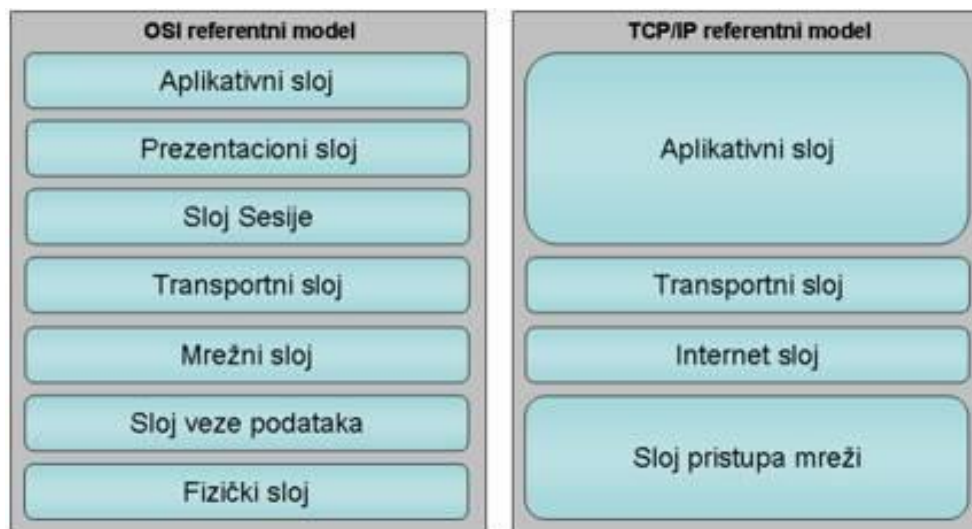 OSI referentni model
Aplikativni sloj
Prezentacioni sloj
Sloj Sesije
Transportni sloj
Mrežni sloj
Sloj veze podataka
Fizički sloj
TCP/IP referentni model
Aplikativni sloj
Transportni sloj
Internet sloj
Sloj pristupa mreži